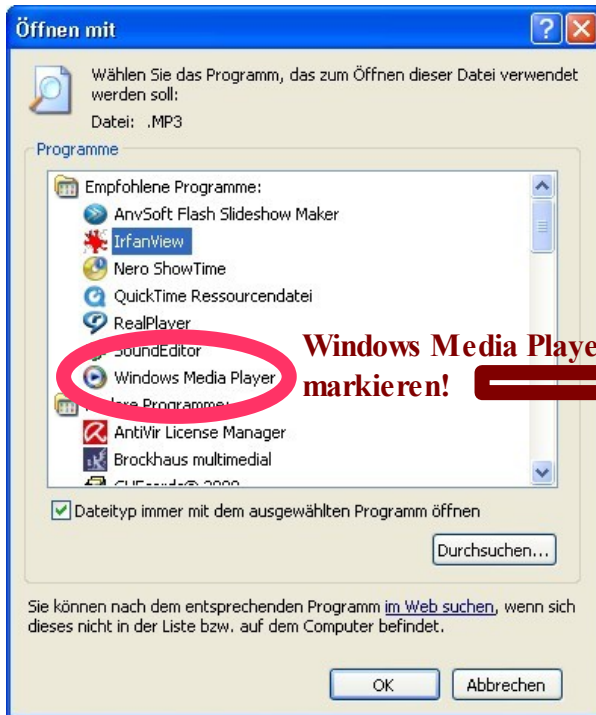 Öffnen mit
Wählen Sie das Programm, das zum Öffnen dieser Datei verwendet
werden soll:
Datei: .MP3
Programme
Empfohlene Programme:
AnvSoft Flash Slideshow Maker
IrfanView
Nero ShowTime
QuickTime Ressourcendatei
RealPlayer
SoundEditor
Windows Media Player
Programme:
AntiVir License Manager
Brockhaus multimedial
Windows Media Playe
markieren!
Dateityp immer mit dem ausgewählten Programm öffnen
Durchsuchen...
Sie können nach dem entsprechenden Programm im Web suchen, wenn sich
dieses nicht in der Liste bzw. auf dem Computer befindet.
OK
Abbrechen